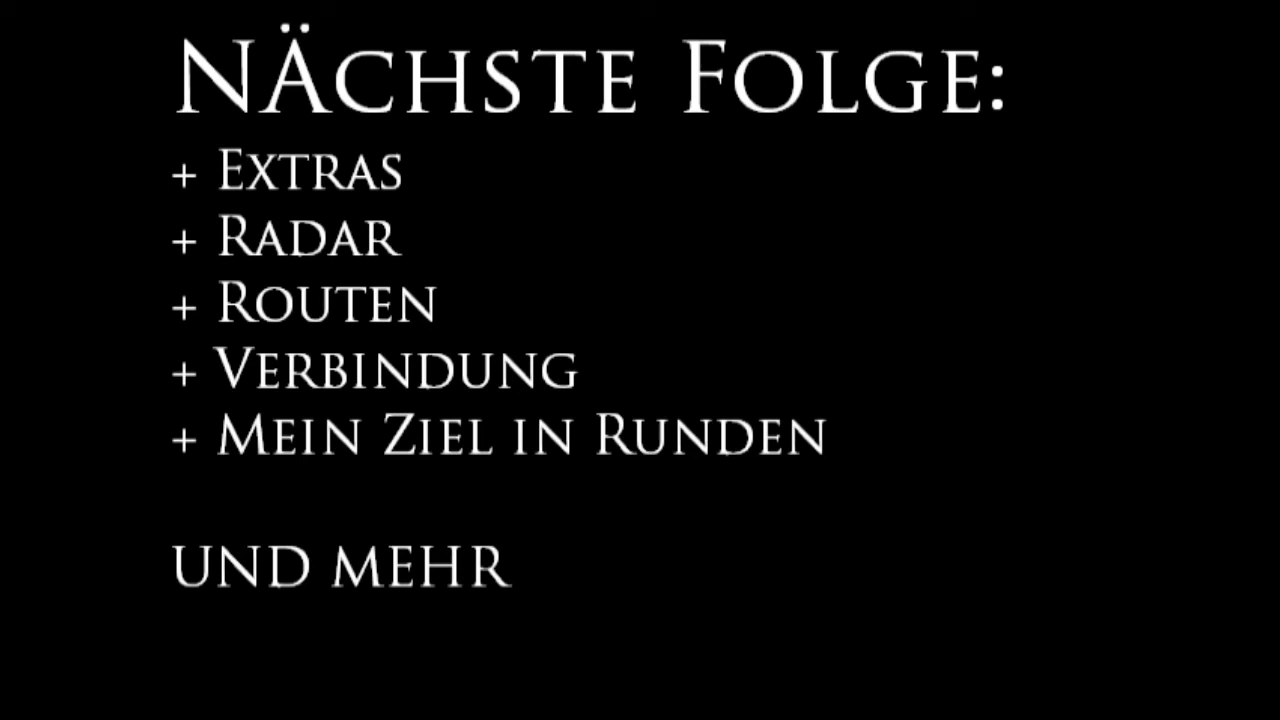 Nächste Folge:
+ Extras
+ Radar
+ Routen
+ Verbindung
+ Mein Ziel in Runden
und mehr